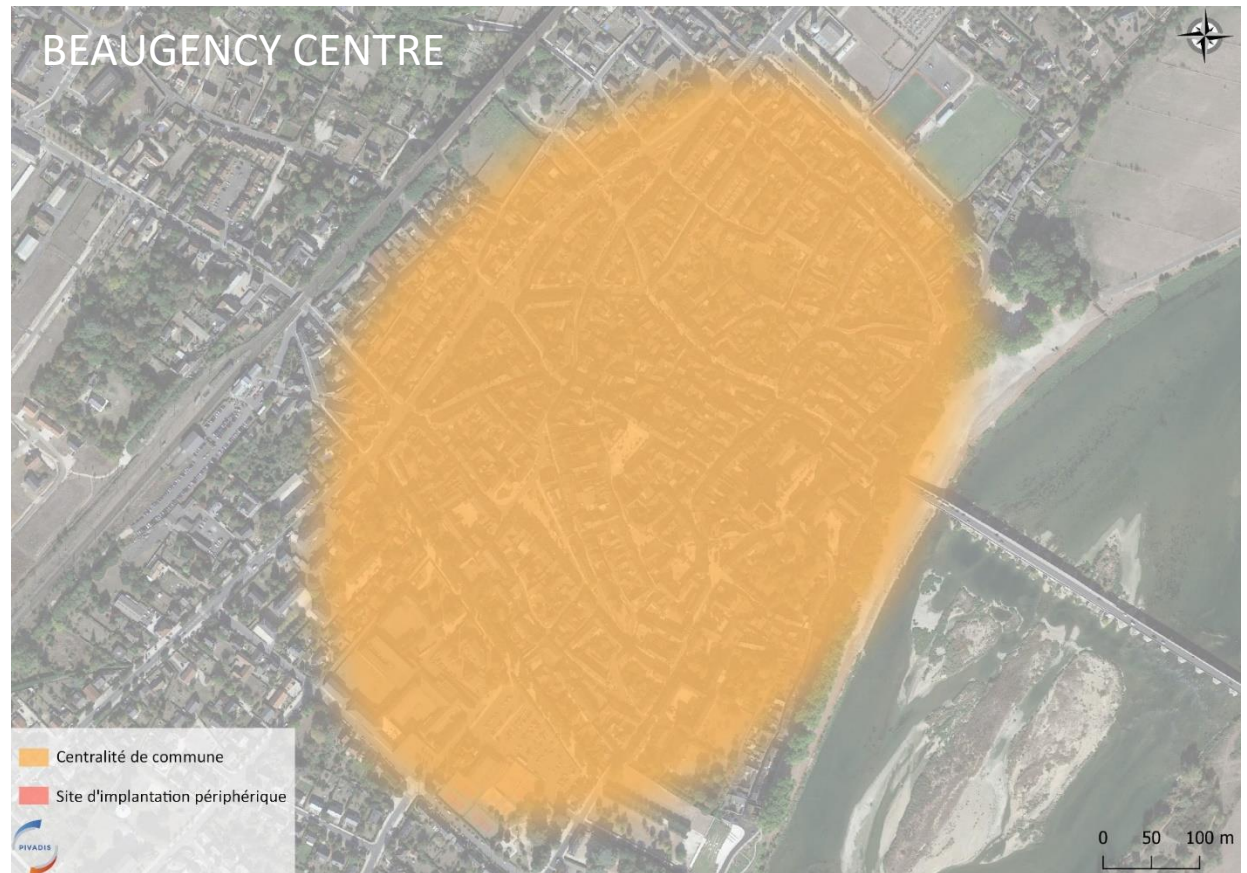 BEAUGENCY CENTRE
Centralité de commune
Site d'implantation périphérique
PIVADIS
0 50 100 m